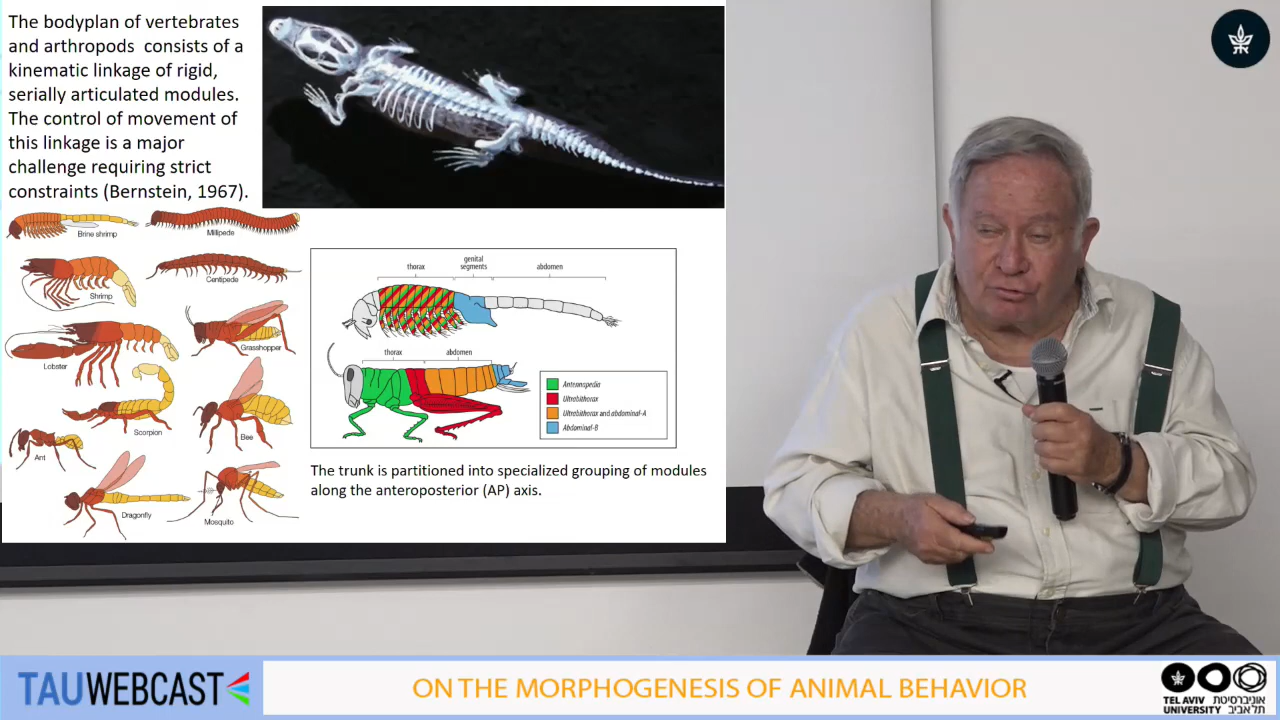 The bodyplan of vertebrates
and arthropods consists of a
kinematic linkage of rigid,
serially articulated modules.
The control of movement of
this linkage is a major
challenge requiring strict
constraints (Bernstein, 1967).
Brine shrimp
Millipede
Shrimp
Centipede
Lobster
Grasshopper
Scorpion
Bee
Ant
Dragonfly
Mosquito
thorax
genital
segments
abdomen
thorax
abdomen
Antennapedia
Ultrabithorax
Ultrabithorax and abdominal-A
Abdominal-B
The trunk is partitioned into specialized grouping of modules
along the anteroposterior (AP) axis.
TAUWEBCAST
ON THE MORPHOGENESIS OF ANIMAL BEHAVIOR
TEL AVIV אוניברסיטת
UNIVERSITY תל אביב